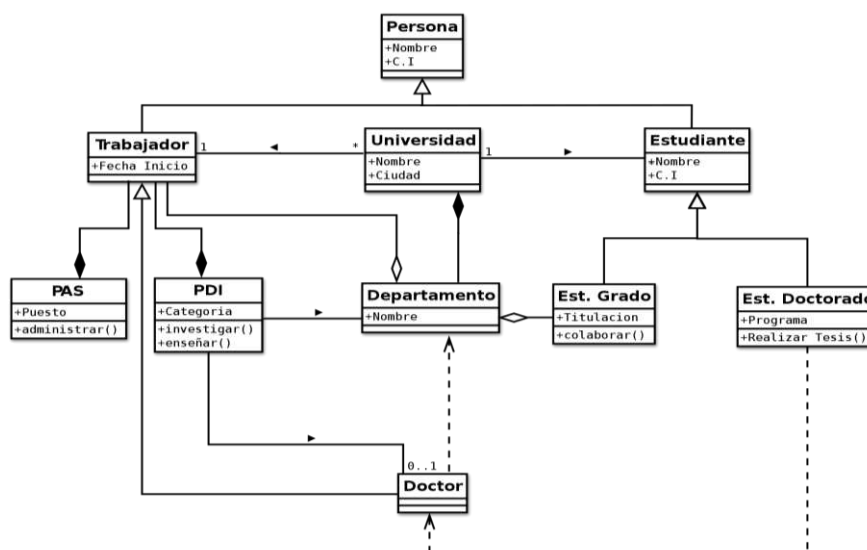 Persona
+Nombre
+C.I
Trabajador
+Fecha Inicio
1
*
Universidad
+Nombre
+Ciudad
1
Estudiante
+Nombre
+C.I
PAS
+Puesto
+administrar()
PDI
+Categoria
+investigar()
+enseñar()
Departamento
+Nombre
Est. Grado
+Titulacion
+colaborar()
Est. Doctorado
+Programa
+Realizar Tesis()
0..1
Doctor